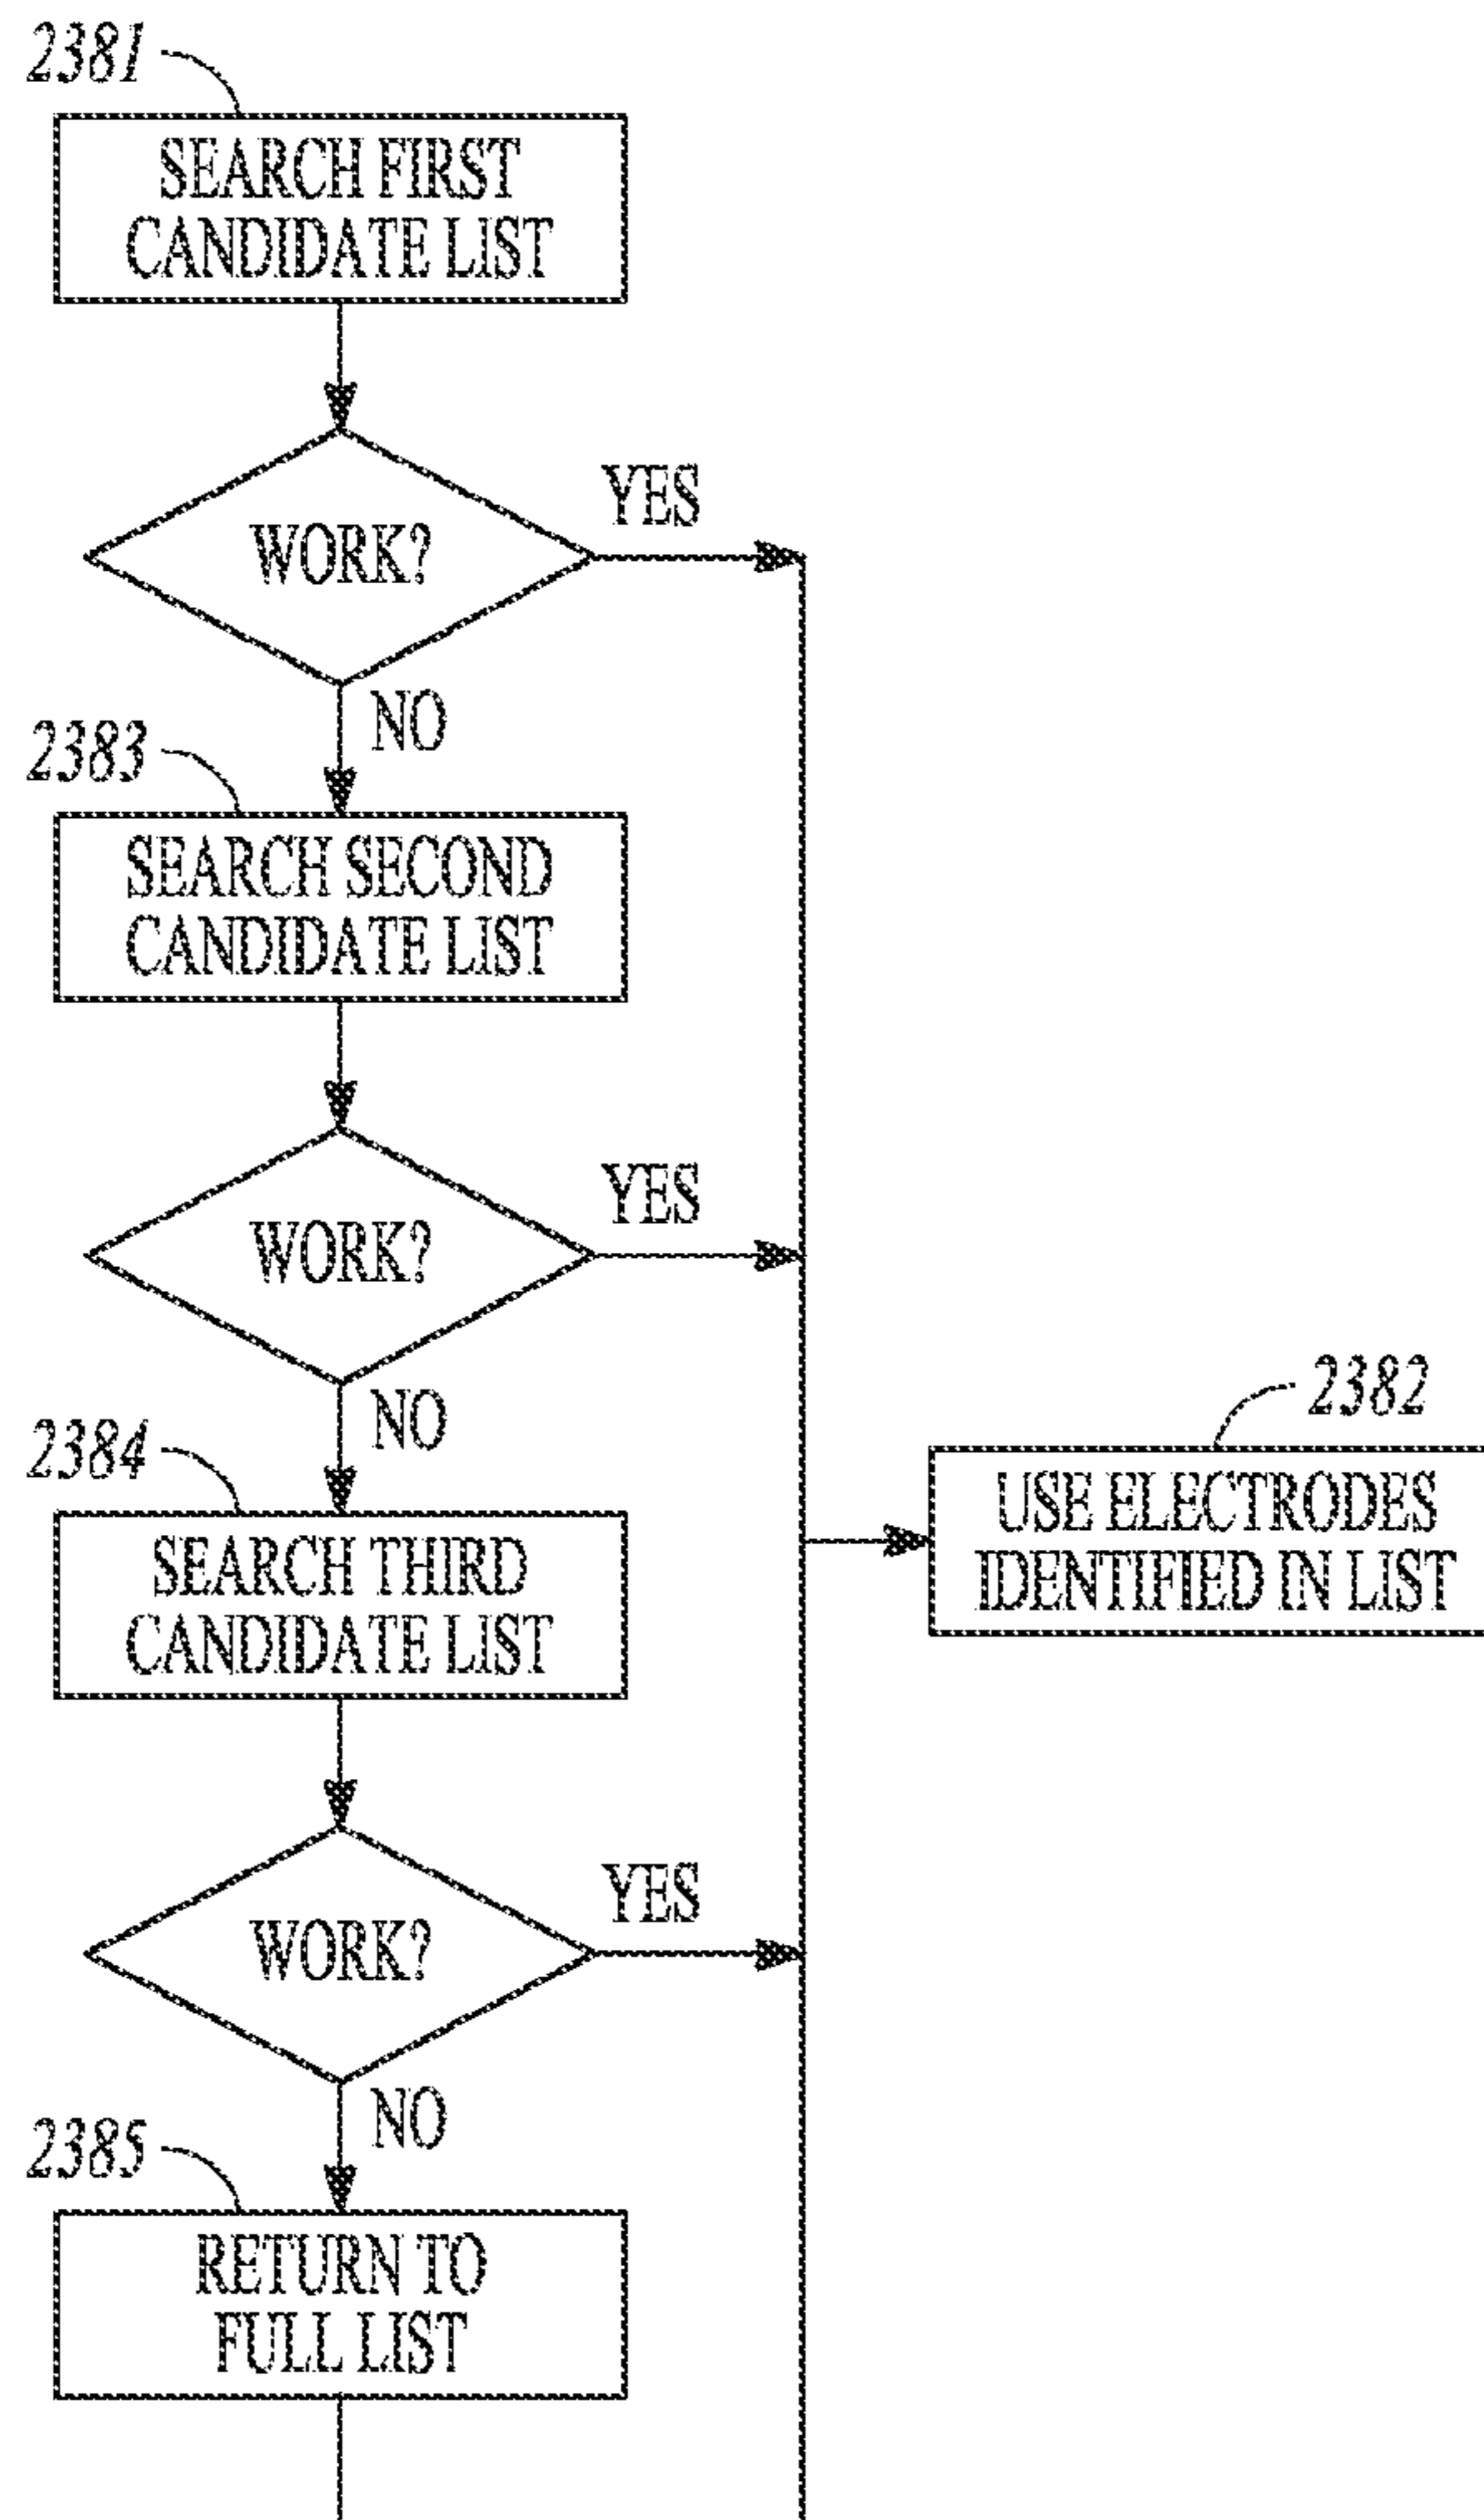 2381
SEARCH FIRST
CANDIDATE LIST
WORK?
YES
NO
2383
SEARCH SECOND
CANDIDATE LIST
WORK?
YES
NO
2382
USE ELECTRODES
IDENTIFIED IN LIST
2384
SEARCH THIRD
CANDIDATE LIST
WORK?
YES
NO
2385
RETURN TO
FULL LIST